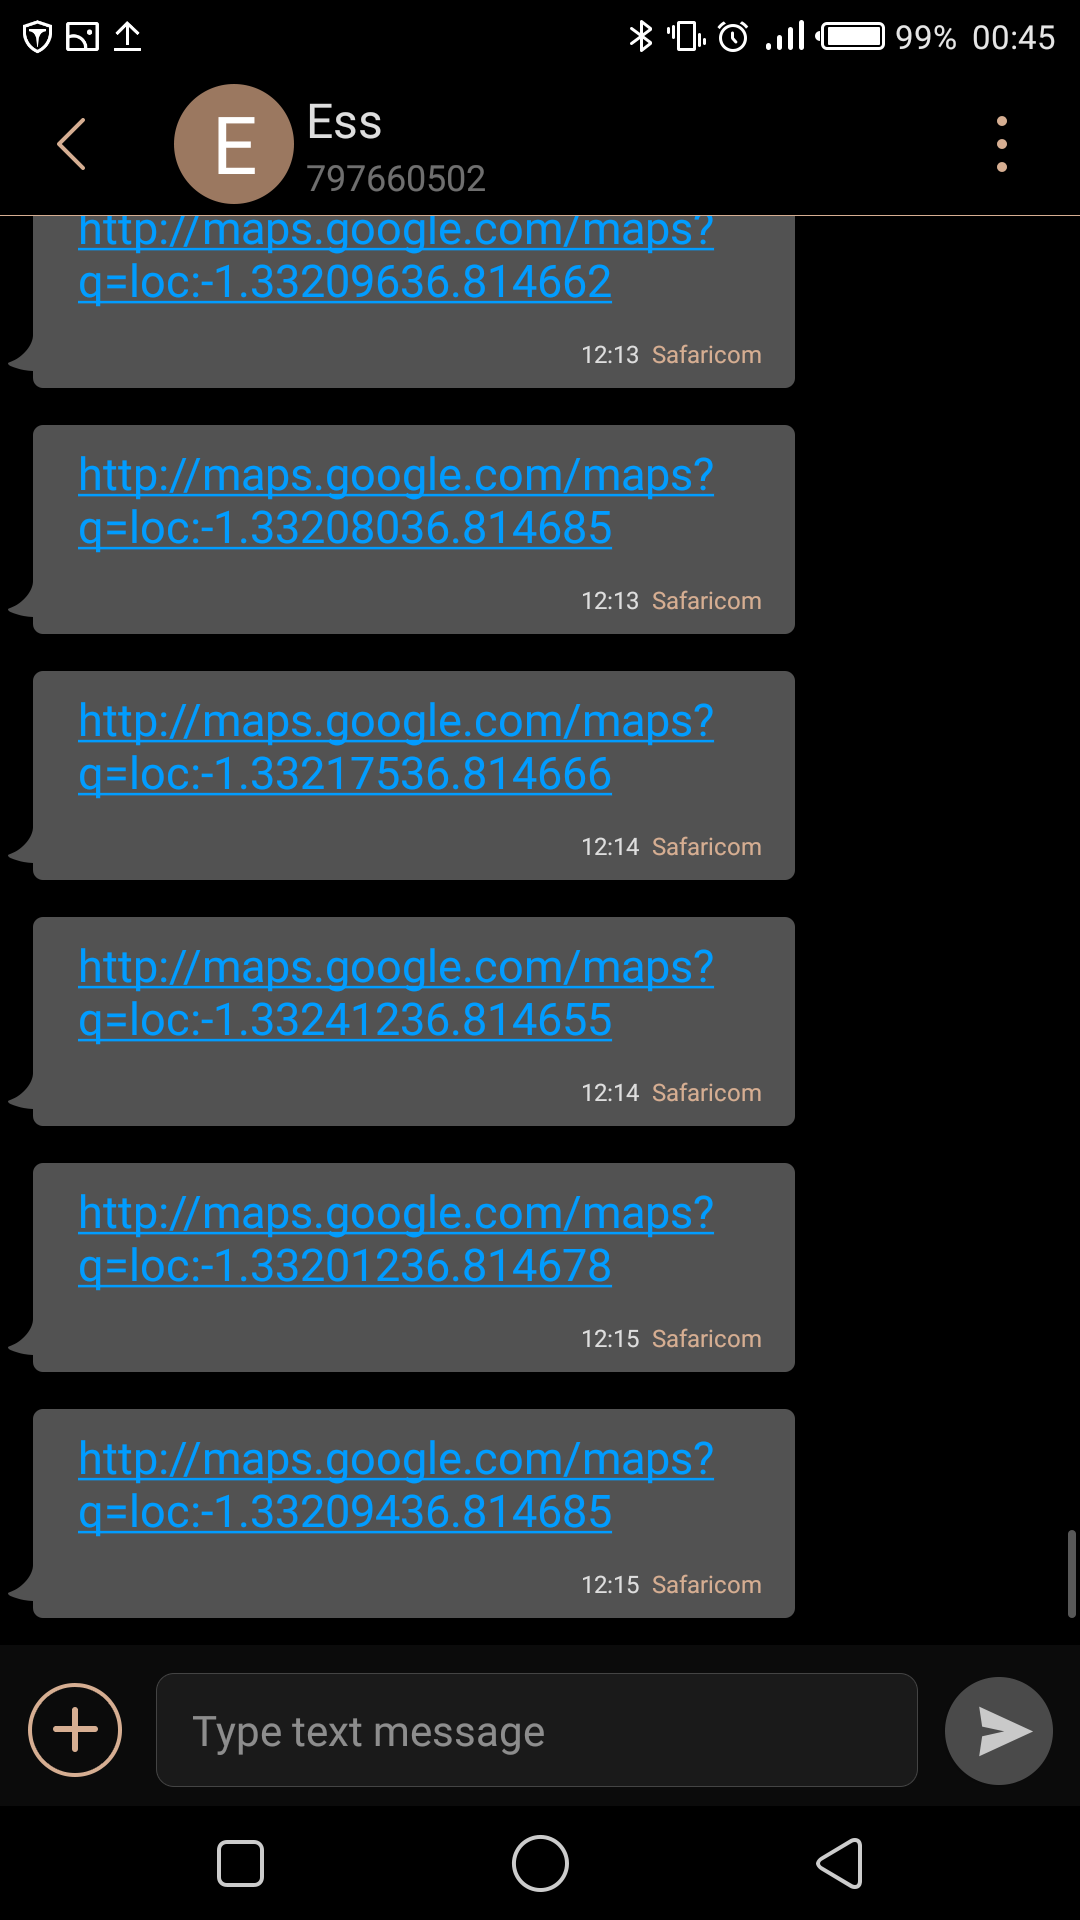 99% 00:45
E
Ess
797660502
http://maps.google.com/maps?
q=loc:-1.33209636.814662
12:13 Safaricom
http://maps.google.com/maps?
q=loc:-1.33208036.814685
12:13 Safaricom
http://maps.google.com/maps?
q=loc:-1.33217536.814666
12:14 Safaricom
http://maps.google.com/maps?
q=loc:-1.33241236.814655
12:14 Safaricom
http://maps.google.com/maps?
q=loc:-1.33201236.814678
12:15 Safaricom
http://maps.google.com/maps?
q=loc:-1.33209436.814685
12:15 Safaricom
Type text message